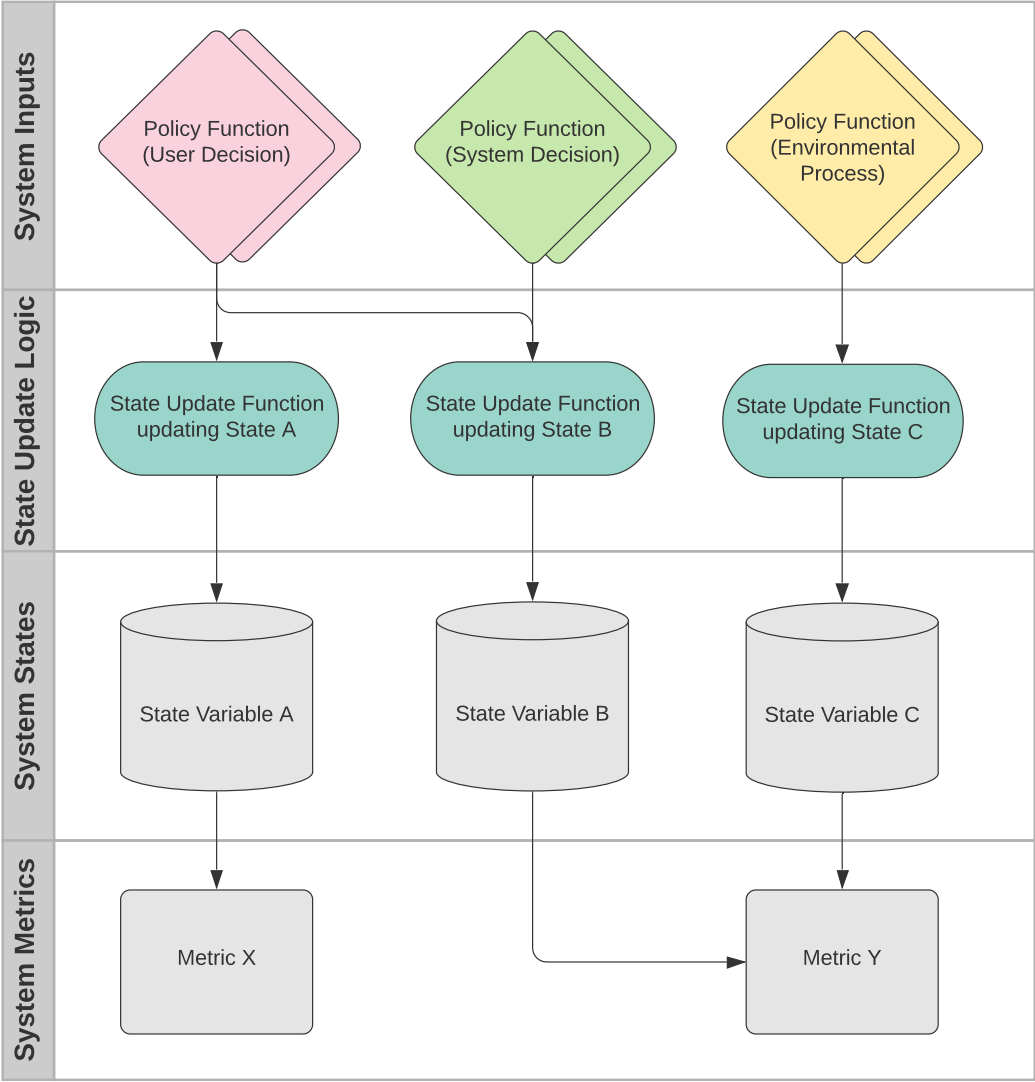 System Inputs
Policy Function
(User Decision)
Policy Function
(System Decision)
Policy Function
(Environmental
Process)
State Update Logic
State Update Function
updating State A
State Update Function
updating State B
State Update Function
updating State C
System States
State Variable A
State Variable B
State Variable C
System Metrics
Metric X
Metric Y